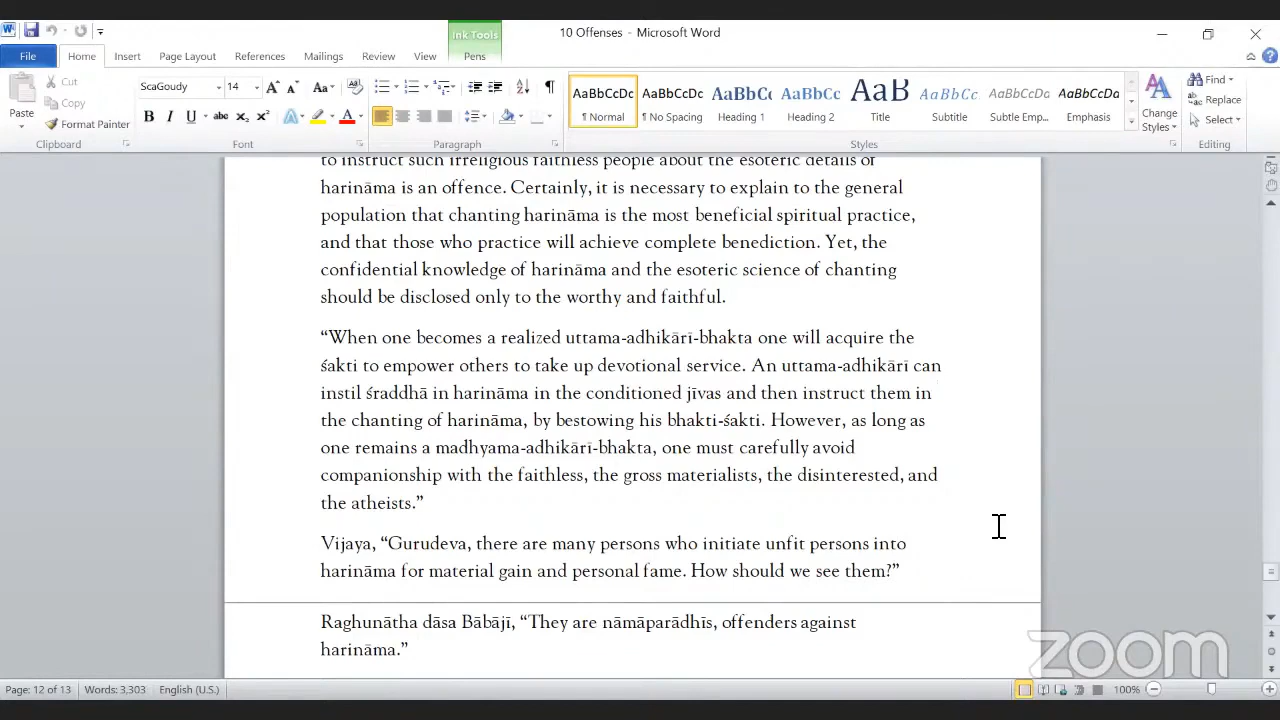 Ink Tools
10 Offenses - Microsoft Word
File Home Insert Page Layout References Mailings Review View Pens
Paste
Cut
Copy
Format Painter
Clipboard
ScaGoudy 14
Font
Paragraph
AaBbCcDc AaBbCcDc AaBbCc AaBbCc AaB AaBbCc. AaBbCcDc AaBbCcDc
¶ Normal ¶ No Spacing Heading 1 Heading 2 Title Subtitle Subtle Emp... Emphasis
Styles
Change
Styles
Find
Replace
Select
Editing
to instruct such irreligious faithless people about the esoteric details of
harināma is an offence. Certainly, it is necessary to explain to the general
population that chanting harināma is the most beneficial spiritual practice,
and that those who practice will achieve complete benediction. Yet, the
confidential knowledge of harināma and the esoteric science of chanting
should be disclosed only to the worthy and faithful.
“When one becomes a realized uttama-adhikārī-bhakta one will acquire the
śakti to empower others to take up devotional service. An uttama-adhikārī can
instil śraddhā in harināma in the conditioned jīvas and then instruct them in
the chanting of harināma, by bestowing his bhakti-śakti. However, as long as
one remains a madhyama-adhikārī-bhakta, one must carefully avoid
companionship with the faithless, the gross materialists, the disinterested, and
the atheists.”
Vijaya, “Gurudeva, there are many persons who initiate unfit persons into
harināma for material gain and personal fame. How should we see them?”
Raghunātha dāsa Bābājī, “They are nāmāparādhīs, offenders against
harināma.”
zoom
Page: 12 of 13 Words: 3,303 English (U.S.) 100%